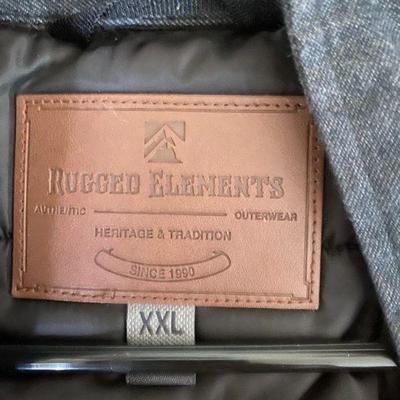 RUGGED ELEMENTS
AUTHENTIC OUTERWEAR
HERITAGE & TRADITION
SINCE 1990
XXL